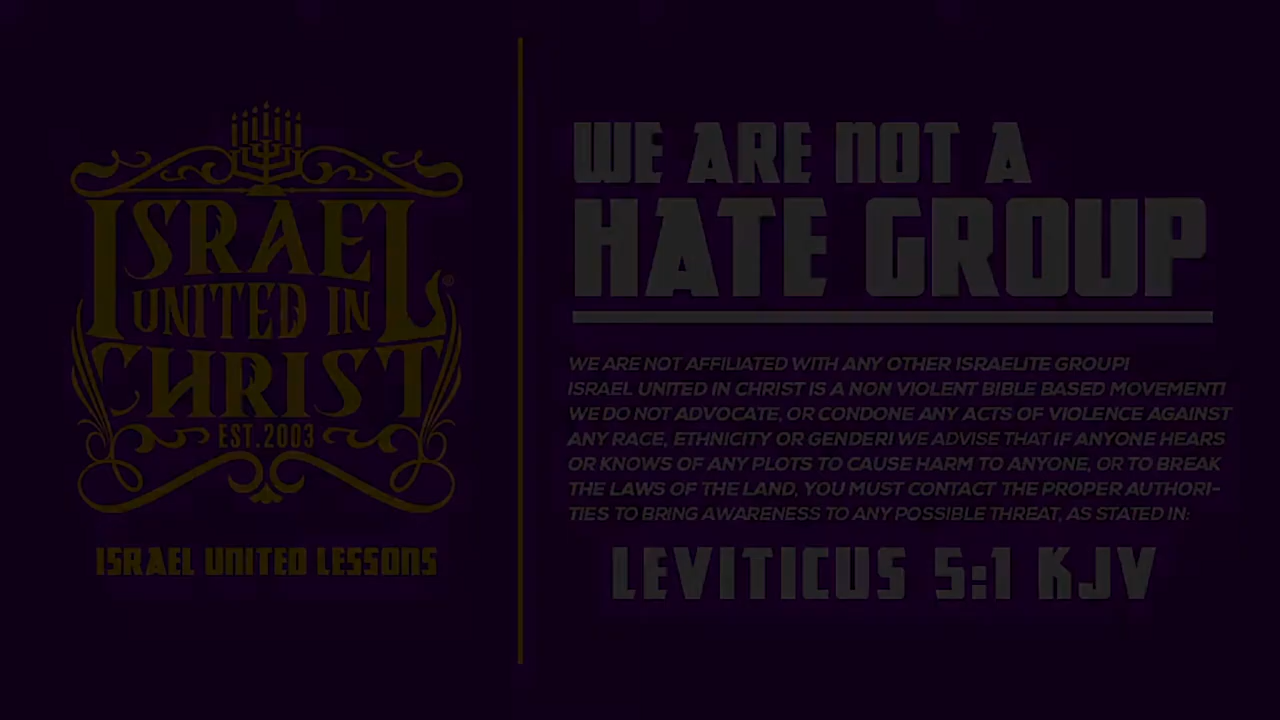 ISRAEL
UNITED IN
CHRIST
EST.2003
ISRAEL UNITED LESSONS
WE ARE NOT A
HATE GROUP
WE ARE NOT AFFILIATED WITH ANY OTHER ISRAELITE GROUP!
ISRAEL UNITED IN CHRIST IS A NON VIOLENT BIBLE BASED MOVEMENT!
WE DO NOT ADVOCATE, OR CONDONE ANY ACTS OF VIOLENCE AGAINST
ANY RACE, ETHNICITY OR GENDER! WE ADVISE THAT IF ANYONE HEARS
OR KNOWS OF ANY PLOTS TO CAUSE HARM TO ANYONE, OR TO BREAK
THE LAWS OF THE LAND, YOU MUST CONTACT THE PROPER AUTHORI-
TIES TO BRING AWARENESS TO ANY POSSIBLE THREAT, AS STATED IN:
LEVITICUS 5:1 KJV